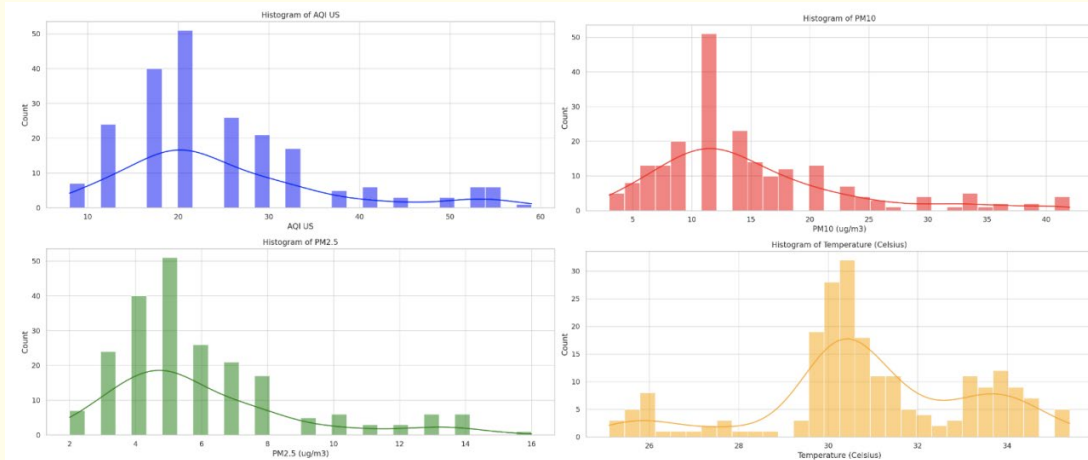 Histogram of AQI US
50
40
30
20
10
0
Count
10 20 30 40 50 60
AQI US
Histogram of PM10
50
40
30
20
10
0
Count
5 10 15 20 25 30 35 40
PM10 (ug/m3)
Histogram of PM2.5
50
40
30
20
10
0
Count
2 4 6 8 10 12 14 16
PM2.5 (ug/m3)
Histogram of Temperature (Celsius)
30
25
20
15
10
5
0
Count
26 28 30 32 34
Temperature (Celsius)